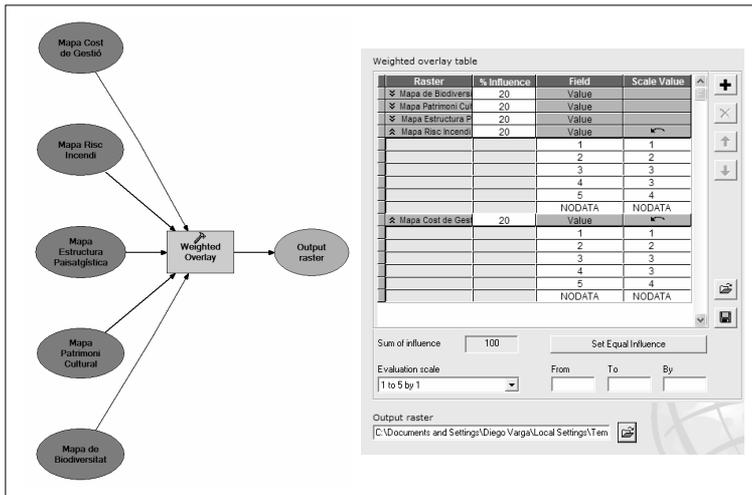 Mapa Cost
de Gestió
Mapa Risc
Incendi
Mapa
Estructura
Paisatgística
Mapa
Patrimoni
Cultural
Mapa de
Biodiversitat
Weighted
Overlay
Output
raster
Weighted overlay table
Raster % Influence Field Scale Value
Mapa de Biodiversi 20 Value
Mapa Patrimoni Cul 20 Value
Mapa Estructura P 20 Value
Mapa Risc Incendi 20 Value
1 1
2 2
3 3
4 3
5 4
NODATA NODATA
Mapa Cost de Gest 20 Value
1 1
2 2
3 3
4 3
5 4
NODATA NODATA
Sum of influence 100 Set Equal Influence
Evaluation scale From To By
1 to 5 by 1
Output raster
C:\Documents and Settings\Diego Varga\Local Settings\Tem